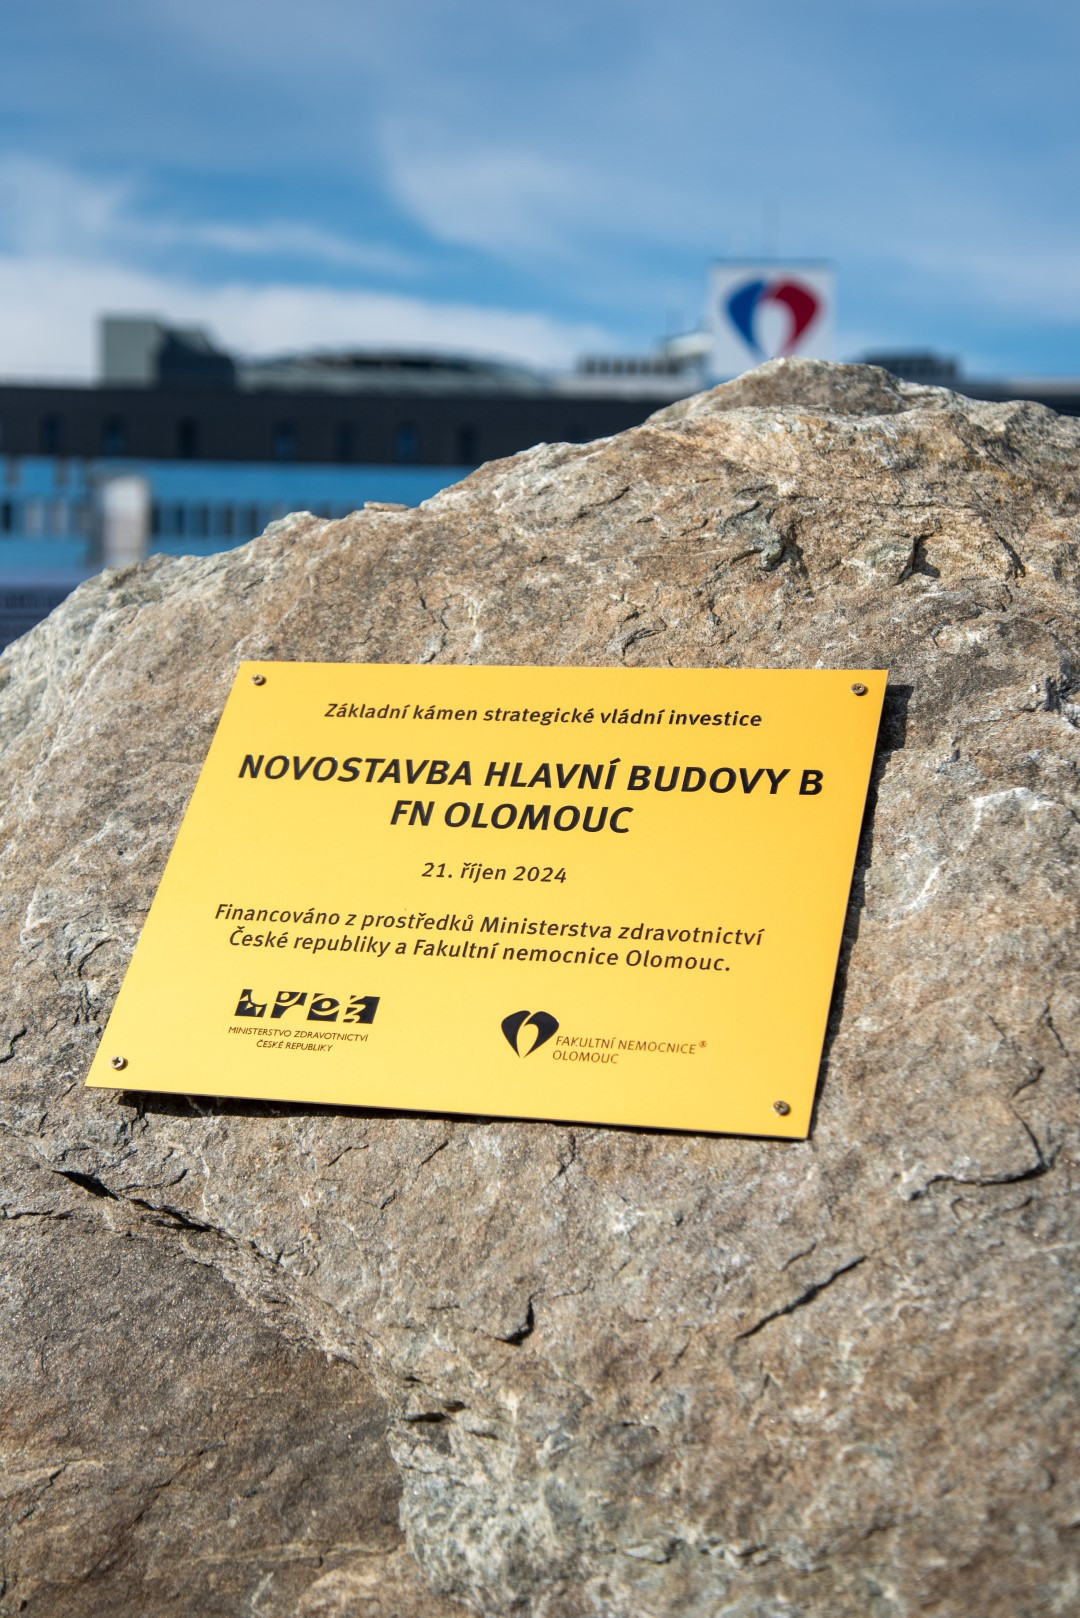 Základní kámen strategické vládní investice
NOVOSTAVBA HLAVNÍ BUDOVY B
FN OLOMOUC
21. říjen 2024
Financováno z prostředků Ministerstva zdravotnictví
České republiky a Fakultní nemocnice Olomouc.
MINISTERSTVO ZDRAVOTNICTVÍ
ČESKÉ REPUBLIKY
FAKULTNÍ NEMOCNICE®
OLOMOUC